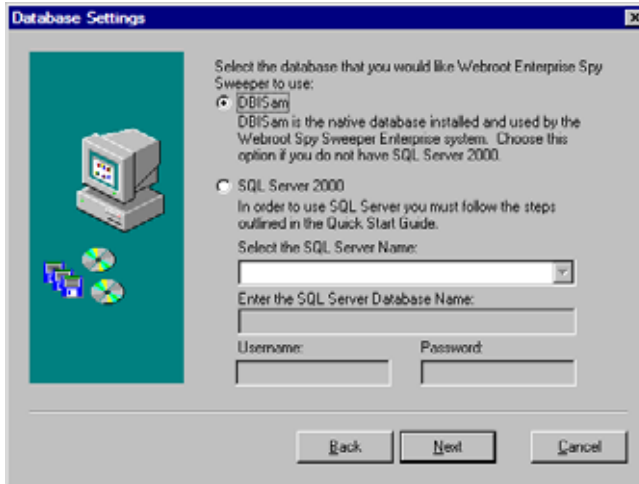 Database Settings
Select the database that you would like Webroot Enterprise Spy
Sweeper to use:
DBISam
DBISam is the native database installed and used by the
Webroot Spy Sweeper Enterprise system. Choose this
option if you do not have SQL Server 2000.
SQL Server 2000
In order to use SQL Server you must follow the steps
outlined in the Quick Start Guide.
Select the SQL Server Name:
Enter the SQL Server Database Name:
Username: Password:
Back Next Cancel